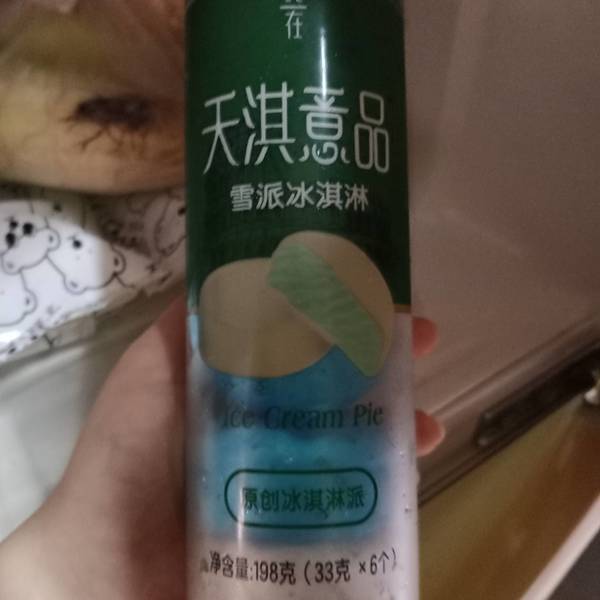 在
天淇意品
雪派冰淇淋
Ice Cream Pie
原创冰淇淋派
净含量:198克（33克×6个）